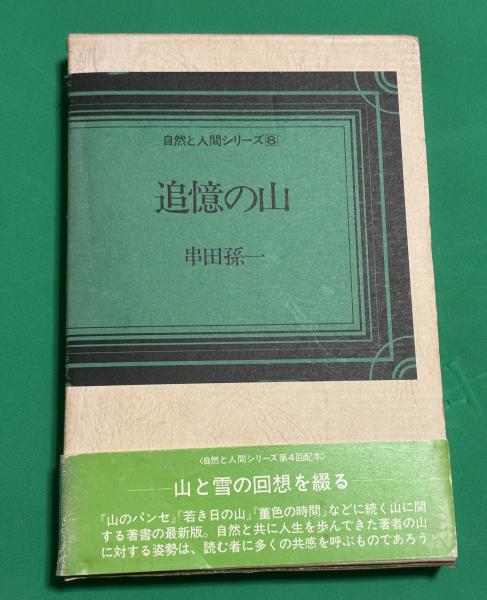 自然と人間シリーズ8
追憶の山
串田孫一
〈自然と人間シリーズ第4回配本〉
——山と雪の回想を綴る——
『山のパンセ』『若き日の山』『菫色の時間』などに続く山に関
する著書の最新版。自然と共に人生を歩んできた著者の山
に対する姿勢は、読む者に多くの共感を呼ぶものであろう